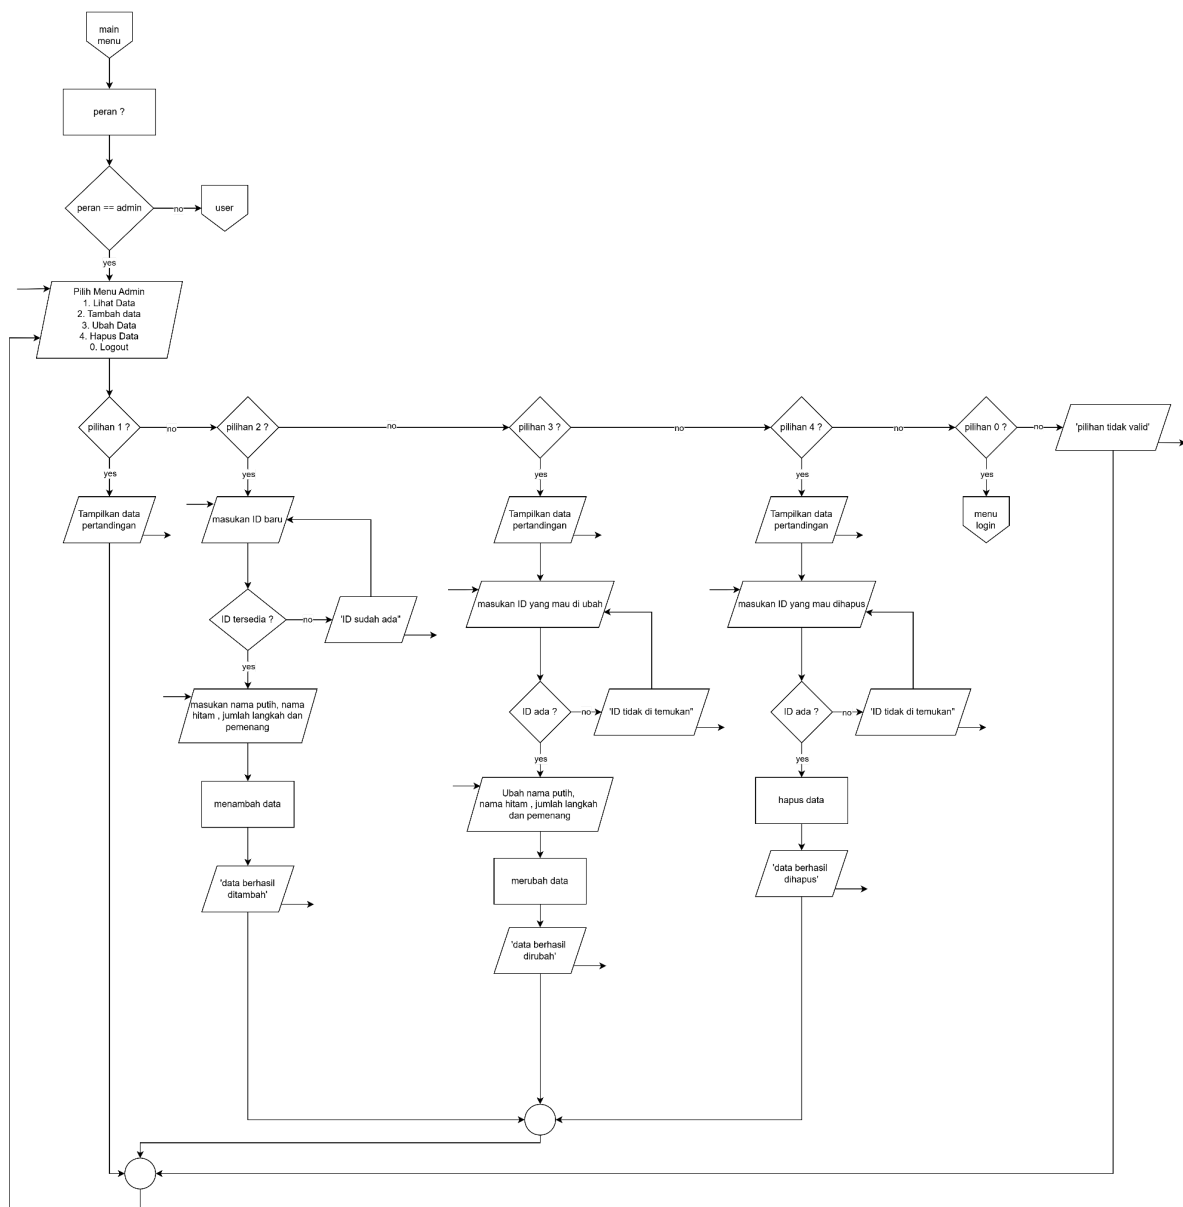 main
menu
peran ?
peran == admin
no
user
yes
Pilih Menu Admin
1. Lihat Data
2. Tambah data
3. Ubah Data
4. Hapus Data
0. Logout
pilihan 1 ?
no
pilihan 2 ?
no
pilihan 3 ?
no
pilihan 4 ?
no
pilihan 0 ?
no
'pilihan tidak valid'
yes
yes
yes
yes
yes
Tampilkan data
pertandingan
masukan ID baru
Tampilkan data
pertandingan
Tampilkan data
pertandingan
menu
login
ID tersedia ?
no
'ID sudah ada"
masukan ID yang mau di ubah
masukan ID yang mau dihapus
yes
masukan nama putih, nama
hitam , jumlah langkah dan
pemenang
ID ada ?
no
'ID tidak di temukan"
ID ada ?
no
'ID tidak di temukan"
yes
yes
menambah data
Ubah nama putih,
nama hitam , jumlah langkah
dan pemenang
hapus data
'data berhasil
ditambah'
merubah data
'data berhasil
dihapus'
'data berhasil
dirubah'